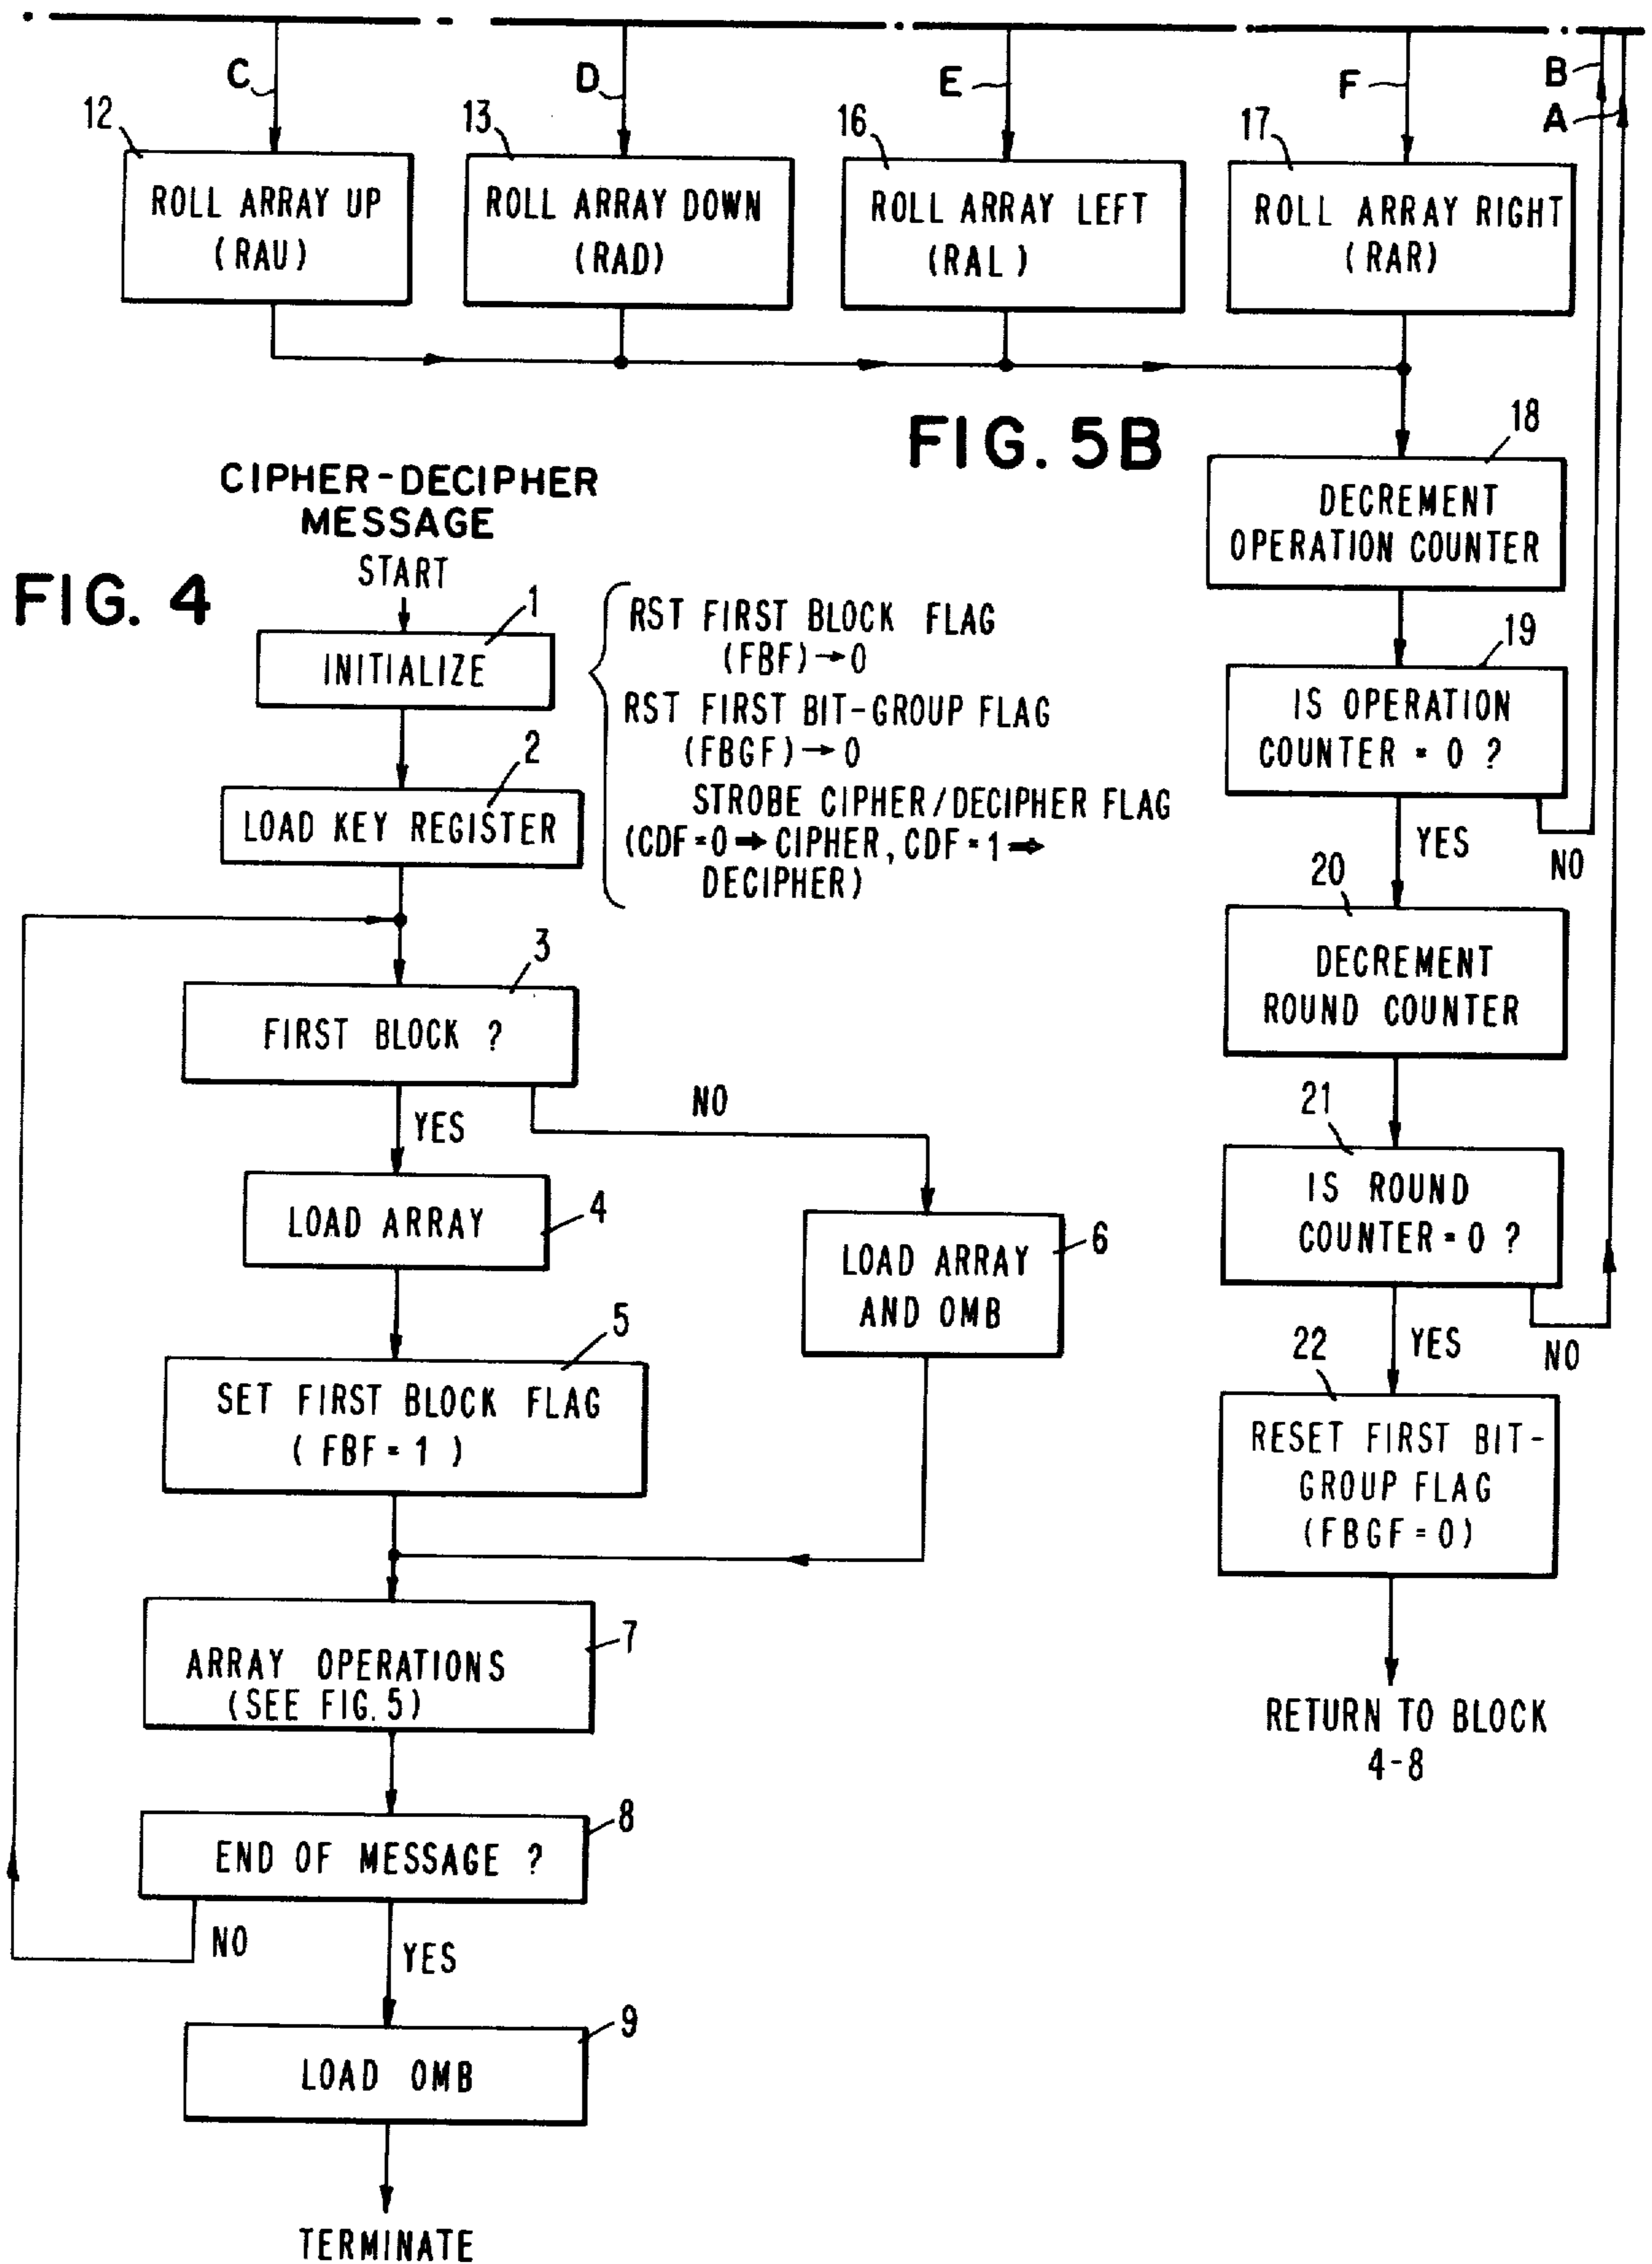 C
D
E
F
B
A
12
13
16
17
ROLL ARRAY UP
(RAU)
ROLL ARRAY DOWN
(RAD)
ROLL ARRAY LEFT
(RAL)
ROLL ARRAY RIGHT
(RAR)
FIG. 5B
18
DECREMENT
OPERATION COUNTER
19
IS OPERATION
COUNTER = 0 ?
YES
NO
20
DECREMENT
ROUND COUNTER
21
IS ROUND
COUNTER = 0 ?
YES
NO
22
RESET FIRST BIT-
GROUP FLAG
(FBGF = 0)
RETURN TO BLOCK
4-8
FIG. 4
CIPHER-DECIPHER
MESSAGE
START
1
INITIALIZE
RST FIRST BLOCK FLAG
(FBF)→0
RST FIRST BIT-GROUP FLAG
(FBGF)→0
STROBE CIPHER/DECIPHER FLAG
(CDF=0⇒CIPHER, CDF=1⇒
DECIPHER)
2
LOAD KEY REGISTER
3
FIRST BLOCK ?
YES
NO
4
LOAD ARRAY
6
LOAD ARRAY
AND OMB
5
SET FIRST BLOCK FLAG
( FBF = 1 )
7
ARRAY OPERATIONS
(SEE FIG. 5)
8
END OF MESSAGE ?
NO
YES
9
LOAD OMB
TERMINATE